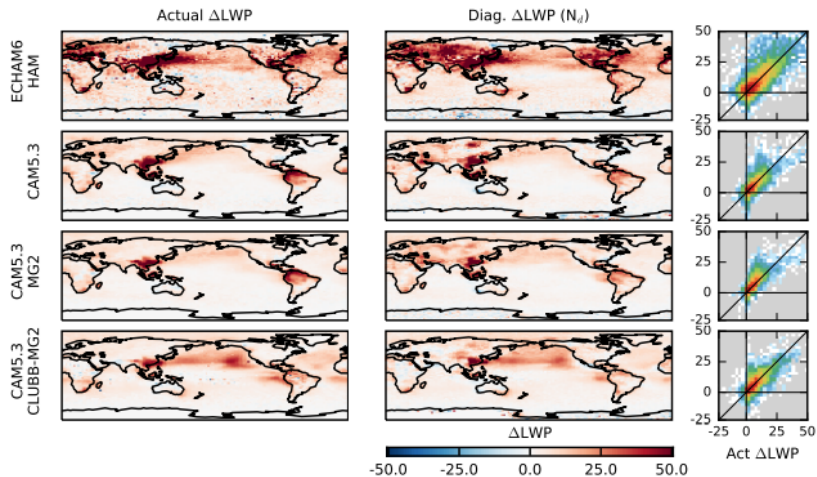 Actual ΔLWP
Diag. ΔLWP (N_d)
ECHAM6
HAM
50
25
0
-25
CAM5.3
50
25
0
-25
CAM5.3
MG2
50
25
0
-25
CAM5.3
CLUBB-MG2
50
25
0
-25
-25 0 25 50
Act ΔLWP
ΔLWP
-50.0 -25.0 0.0 25.0 50.0